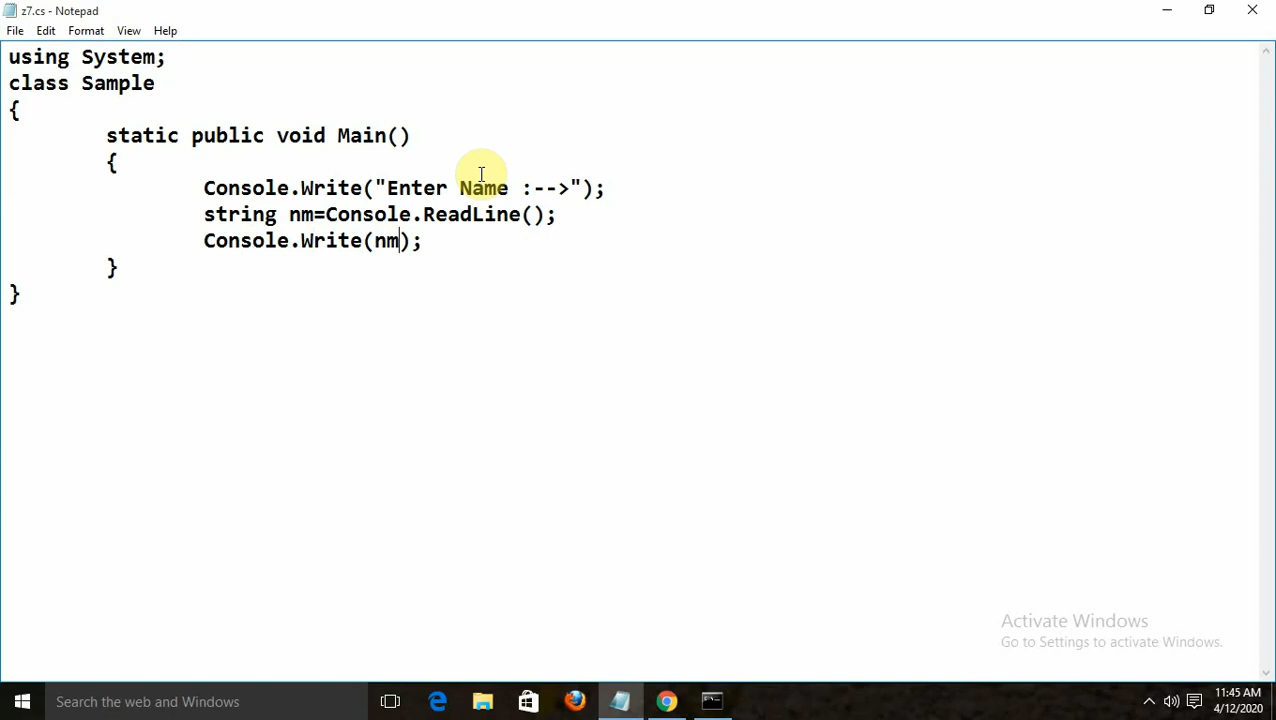 z7.cs - Notepad
File Edit Format View Help
using System;
class Sample
{
static public void Main()
{
Console.Write("Enter Name :-->");
string nm=Console.ReadLine();
Console.Write(nm);
}
}
Activate Windows
Go to Settings to activate Windows.
Search the web and Windows
11:45 AM
4/12/2020